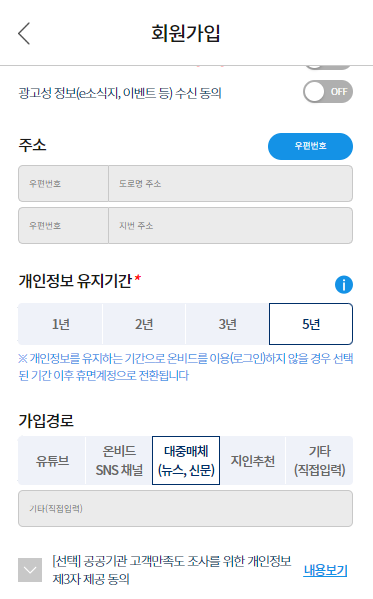 회원가입
광고성 정보(e소식지, 이벤트 등) 수신 동의
OFF
주소
우편번호
우편번호
도로명 주소
우편번호
지번 주소
개인정보 유지기간 *
i
1년
2년
3년
5년
※ 개인정보를 유지하는 기간으로 온비드를 이용(로그인)하지 않을 경우 선택
된 기간 이후 휴면계정으로 전환됩니다
가입경로
유튜브
온비드
SNS 채널
대중매체
(뉴스, 신문)
지인추천
기타
(직접입력)
기타(직접입력)
[선택] 공공기관 고객만족도 조사를 위한 개인정보
제3자 제공 동의
내용보기